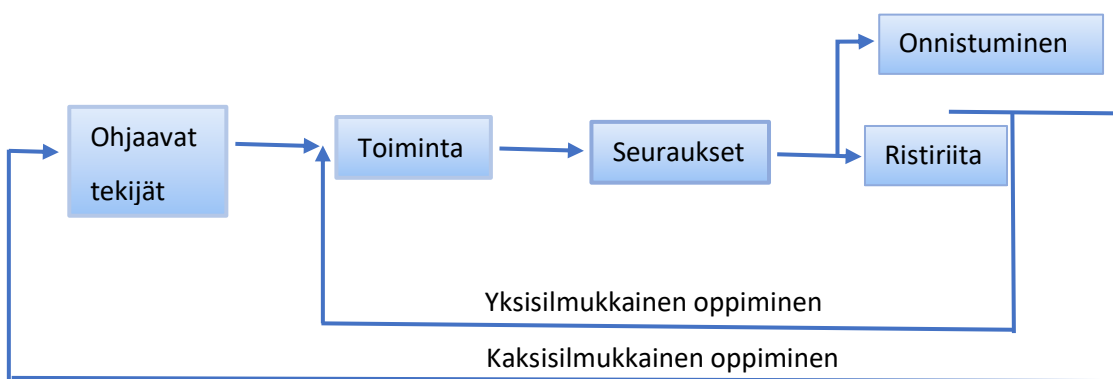 Onnistuminen
Ohjaavat
tekijät
Toiminta
Seuraukset
Ristiriita
Yksisilmukkainen oppiminen
Kaksisilmukkainen oppiminen